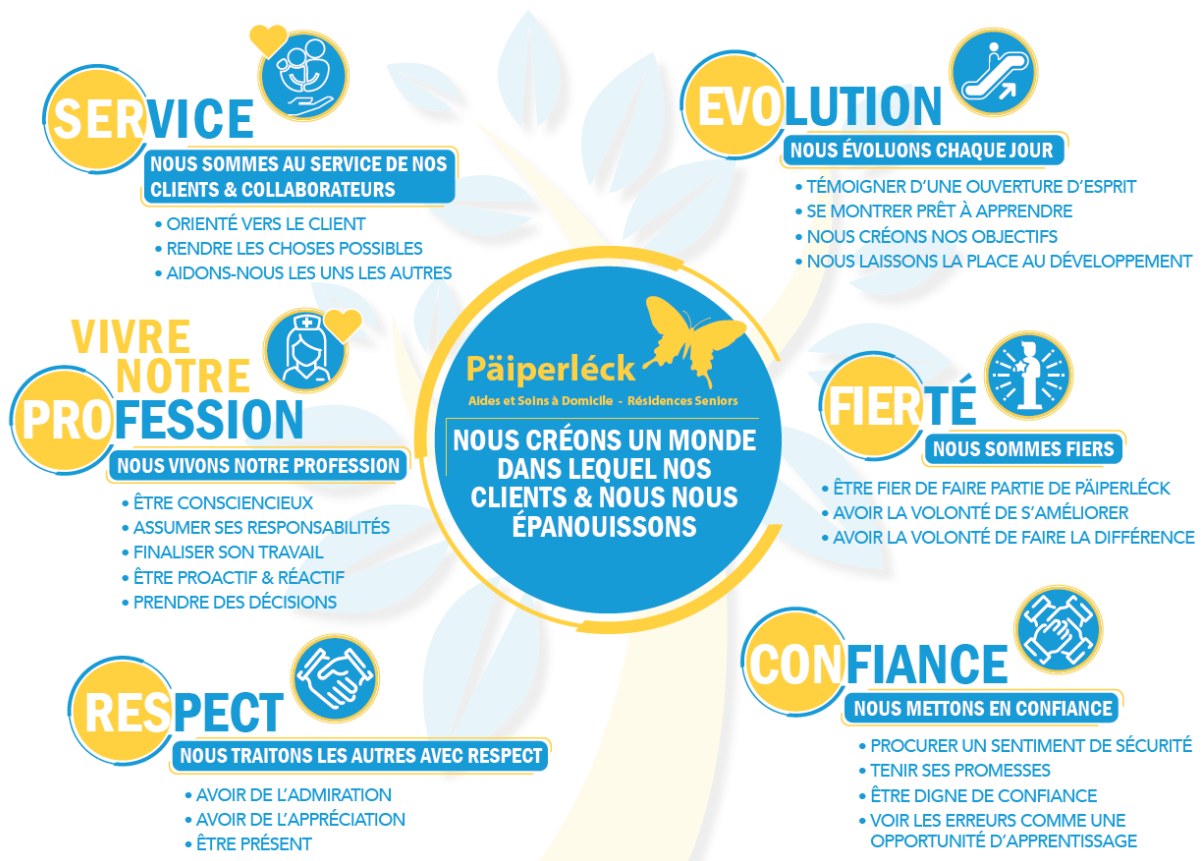 SERVICE
NOUS SOMMES AU SERVICE DE NOS
CLIENTS & COLLABORATEURS
• ORIENTÉ VERS LE CLIENT
• RENDRE LES CHOSES POSSIBLES
• AIDONS-NOUS LES UNS LES AUTRES
VIVRE
NOTRE
PROFESSION
NOUS VIVONS NOTRE PROFESSION
• ÊTRE CONSCIENCIEUX
• ASSUMER SES RESPONSABILITÉS
• FINALISER SON TRAVAIL
• ÊTRE PROACTIF & RÉACTIF
• PRENDRE DES DÉCISIONS
RESPECT
NOUS TRAITONS LES AUTRES AVEC RESPECT
• AVOIR DE L'ADMIRATION
• AVOIR DE L'APPRÉCIATION
• ÊTRE PRÉSENT
Päiperléck
Aides et Soins à Domicile - Résidences Seniors
NOUS CRÉONS UN MONDE
DANS LEQUEL NOS
CLIENTS & NOUS NOUS
ÉPANOUISSONS
EVOLUTION
NOUS ÉVOLUONS CHAQUE JOUR
• TÉMOIGNER D'UNE OUVERTURE D'ESPRIT
• SE MONTRER PRÊT À APPRENDRE
• NOUS CRÉONS NOS OBJECTIFS
• NOUS LAISSONS LA PLACE AU DÉVELOPPEMENT
FIERTÉ
NOUS SOMMES FIERS
• ÊTRE FIER DE FAIRE PARTIE DE PÄIPERLÉCK
• AVOIR LA VOLONTÉ DE S'AMÉLIORER
• AVOIR LA VOLONTÉ DE FAIRE LA DIFFÉRENCE
CONFIANCE
NOUS METTONS EN CONFIANCE
• PROCURER UN SENTIMENT DE SÉCURITÉ
• TENIR SES PROMESSES
• ÊTRE DIGNE DE CONFIANCE
• VOIR LES ERREURS COMME UNE
OPPORTUNITÉ D'APPRENTISSAGE